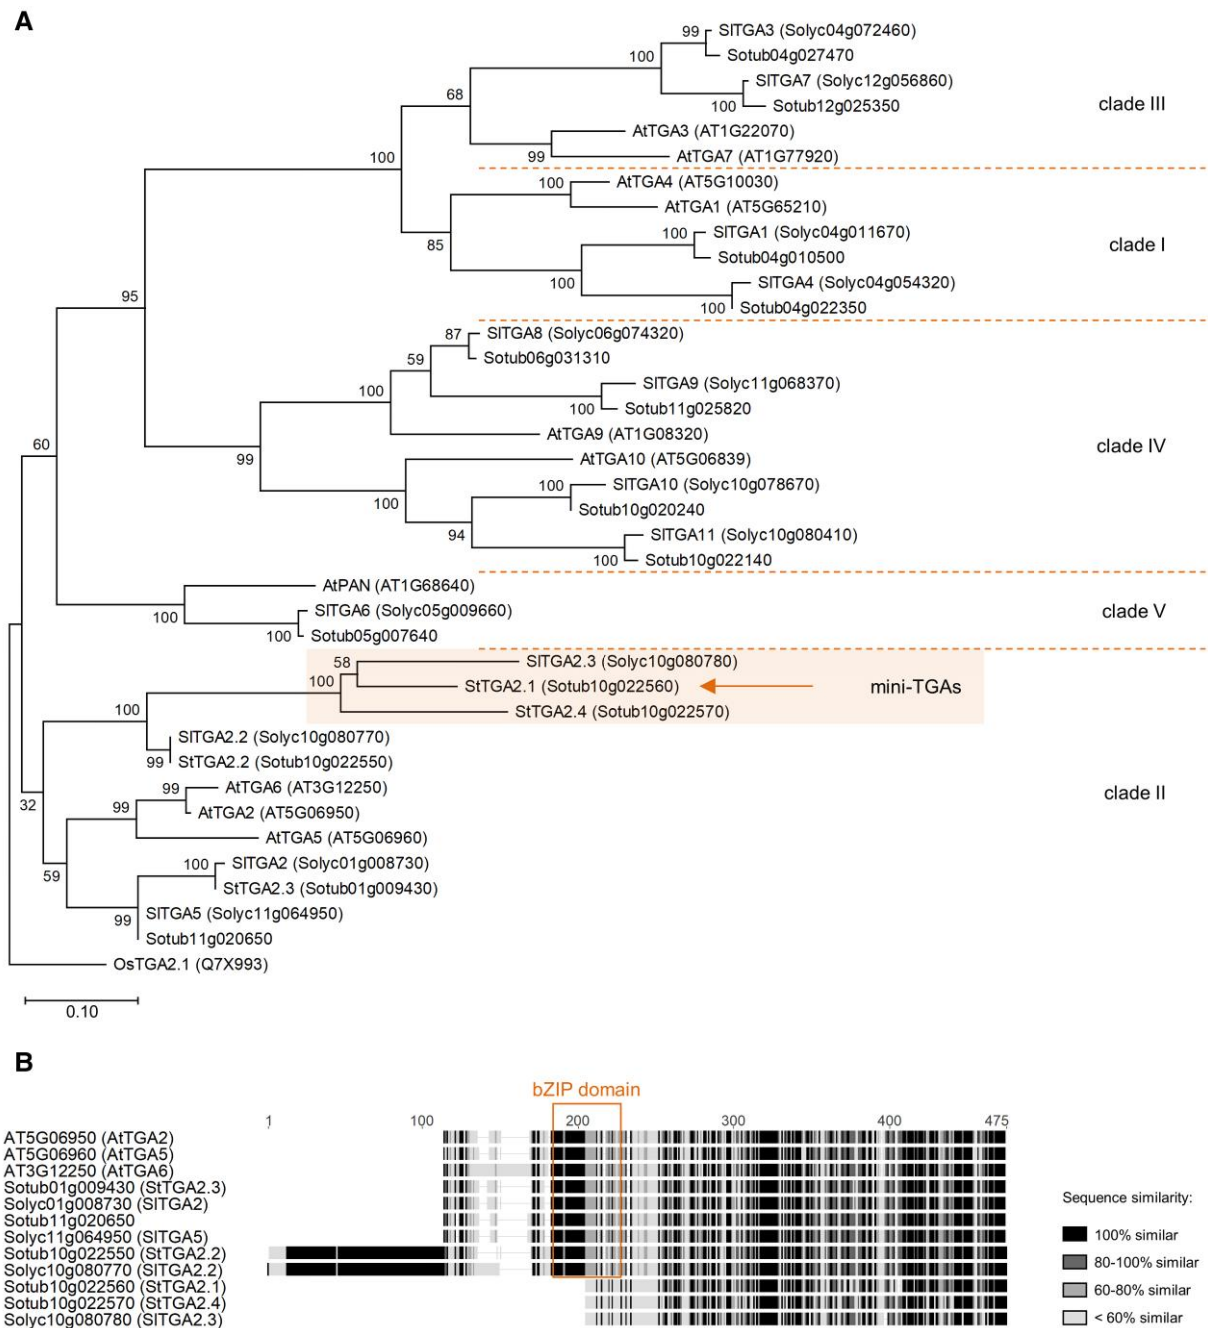 A
99 SlTGA3 (Solyc04g072460)
Sotub04g027470
100
SlTGA7 (Solyc12g056860)
100 Sotub12g025350
clade III
68
AtTGA3 (AT1G22070)
99 AtTGA7 (AT1G77920)
100
100 AtTGA4 (AT5G10030)
AtTGA1 (AT5G65210)
85
100 SlTGA1 (Solyc04g011670)
clade I
Sotub04g010500
100
SlTGA4 (Solyc04g054320)
100 Sotub04g022350
95
87 SlTGA8 (Solyc06g074320)
59 Sotub06g031310
100
SlTGA9 (Solyc11g068370)
100 Sotub11g025820
AtTGA9 (AT1G08320)
clade IV
60
99
AtTGA10 (AT5G06839)
100
100 SlTGA10 (Solyc10g078670)
Sotub10g020240
94
SlTGA11 (Solyc10g080410)
100 Sotub10g022140
AtPAN (AT1G68640)
100
SlTGA6 (Solyc05g009660)
clade V
100 Sotub05g007640
58 SlTGA2.3 (Solyc10g080780)
100 StTGA2.1 (Sotub10g022560)
mini-TGAs
StTGA2.4 (Sotub10g022570)
100
SlTGA2.2 (Solyc10g080770)
99 StTGA2.2 (Sotub10g022550)
99 AtTGA6 (AT3G12250)
32
99 AtTGA2 (AT5G06950)
clade II
AtTGA5 (AT5G06960)
59
100 SlTGA2 (Solyc01g008730)
StTGA2.3 (Sotub01g009430)
99 SlTGA5 (Solyc11g064950)
Sotub11g020650
OsTGA2.1 (Q7X993)
0.10
B
bZIP domain
1 100 200 300 400 475
AT5G06950 (AtTGA2)
AT5G06960 (AtTGA5)
AT3G12250 (AtTGA6)
Sotub01g009430 (StTGA2.3)
Solyc01g008730 (SlTGA2)
Sotub11g020650
Solyc11g064950 (SlTGA5)
Sotub10g022550 (StTGA2.2)
Solyc10g080770 (SlTGA2.2)
Sotub10g022560 (StTGA2.1)
Sotub10g022570 (StTGA2.4)
Solyc10g080780 (SlTGA2.3)
Sequence similarity:
100% similar
80-100% similar
60-80% similar
< 60% similar